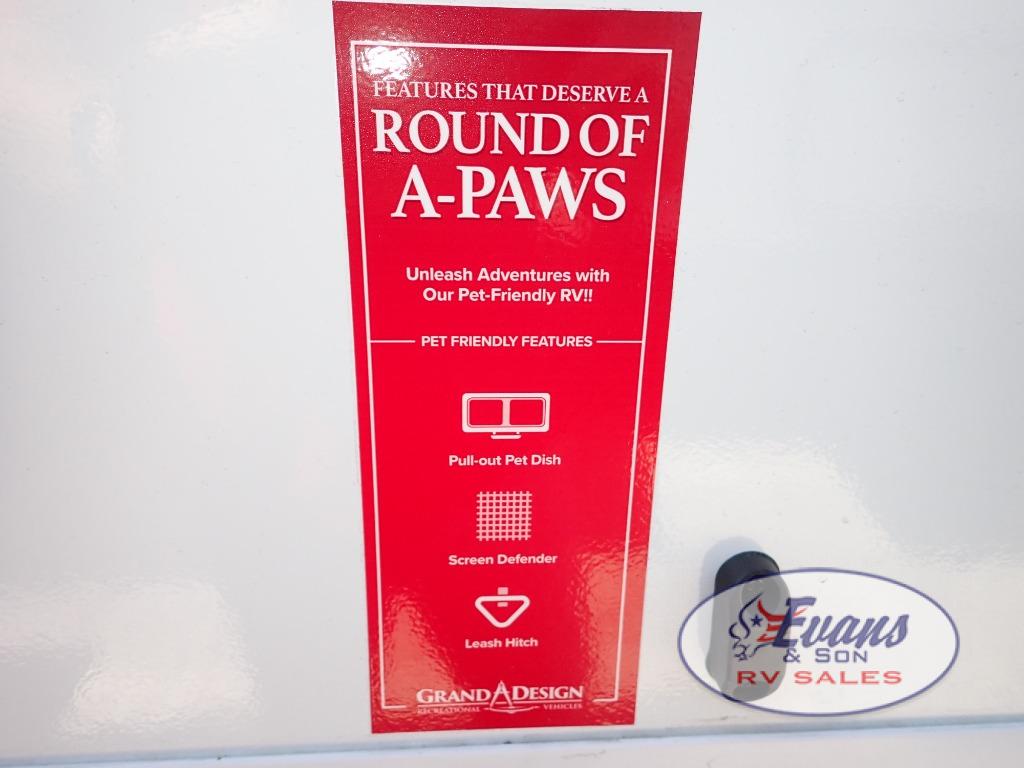 FEATURES THAT DESERVE A
ROUND OF
A-PAWS
Unleash Adventures with
Our Pet-Friendly RV!!
PET FRIENDLY FEATURES
Pull-out Pet Dish
Screen Defender
Leash Hitch
GRAND DESIGN
RECREATIONAL VEHICLES
Evans
& SON
RV SALES